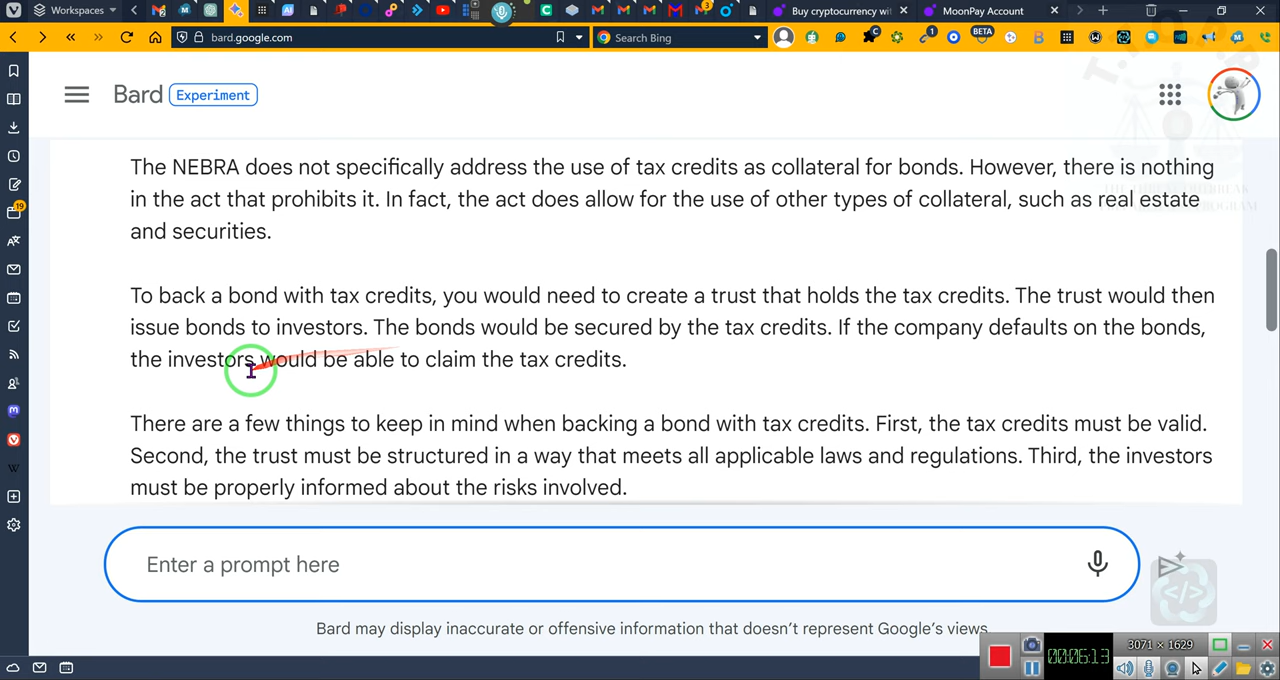 Workspaces
Buy cryptocurrency wit
MoonPay Account
bard.google.com
Search Bing
BETA
Bard Experiment
The NEBRA does not specifically address the use of tax credits as collateral for bonds. However, there is nothing
in the act that prohibits it. In fact, the act does allow for the use of other types of collateral, such as real estate
and securities.
To back a bond with tax credits, you would need to create a trust that holds the tax credits. The trust would then
issue bonds to investors. The bonds would be secured by the tax credits. If the company defaults on the bonds,
the investors would be able to claim the tax credits.
There are a few things to keep in mind when backing a bond with tax credits. First, the tax credits must be valid.
Second, the trust must be structured in a way that meets all applicable laws and regulations. Third, the investors
must be properly informed about the risks involved.
Enter a prompt here
Bard may display inaccurate or offensive information that doesn't represent Google's views.
3071 × 1629
00:06:13
19